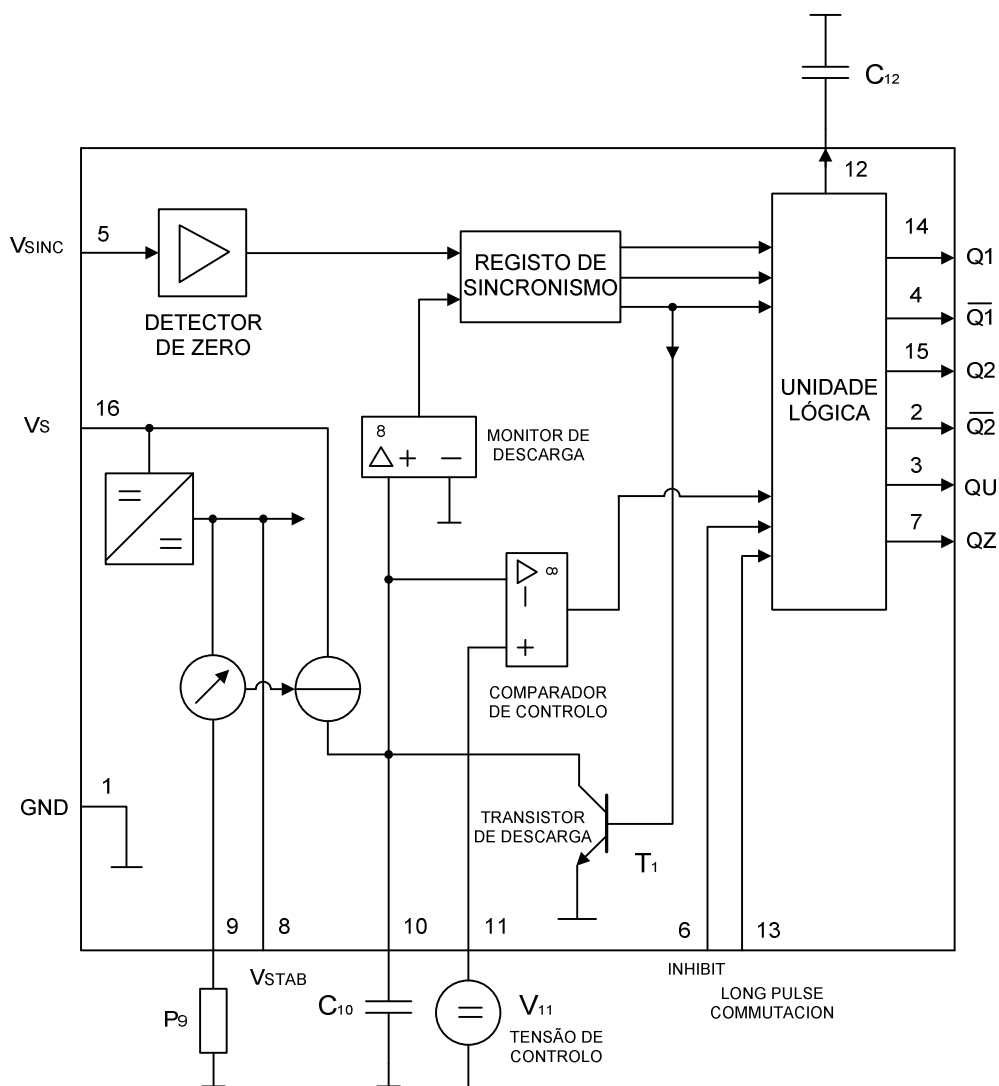 C12
12
5
VSINC
14
Q1
REGISTO DE
SINCRONISMO
4
Q1
DETECTOR
DE ZERO
15
Q2
UNIDADE
LÓGICA
16
VS
2
Q2
8
+ −
MONITOR DE
DESCARGA
3
QU
=
=
7
QZ
∞
−
+
COMPARADOR
DE CONTROLO
1
GND
TRANSISTOR
DE DESCARGA
T1
9
8
10
11
6
13
VSTAB
INHIBIT
P9
C10
V11
=
LONG PULSE
COMMUTACION
TENSÃO DE
CONTROLO